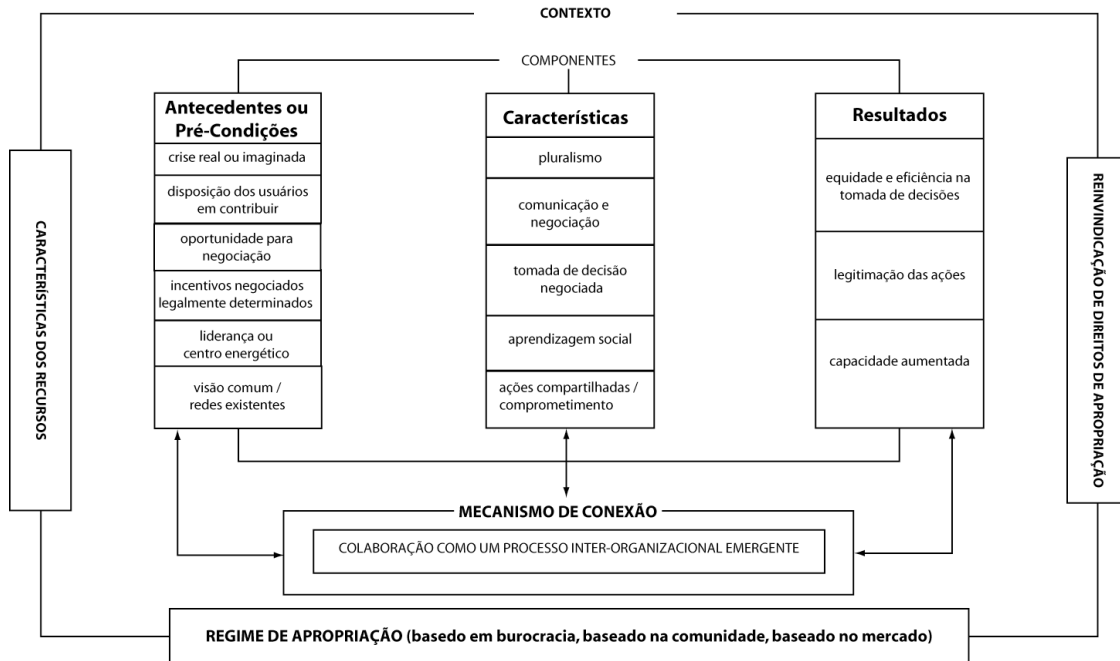 CONTEXTO
COMPONENTES
Antecedentes ou
Pré-Condições
crise real ou imaginada
disposição dos usuários
em contribuir
oportunidade para
negociação
incentivos negociados
legalmente determinados
liderança ou
centro energético
visão comum /
redes existentes
Características
pluralismo
comunicação e
negociação
tomada de decisão
negociada
aprendizagem social
ações compartilhadas /
comprometimento
Resultados
equidade e eficiência na
tomada de decisões
legitimação das ações
capacidade aumentada
CARACTERÍSTICAS DOS RECURSOS
REINVINDICAÇÃO DE DIREITOS DE APROPRIAÇÃO
MECANISMO DE CONEXÃO
COLABORAÇÃO COMO UM PROCESSO INTER-ORGANIZACIONAL EMERGENTE
REGIME DE APROPRIAÇÃO (basedo em burocracia, baseado na comunidade, baseado no mercado)